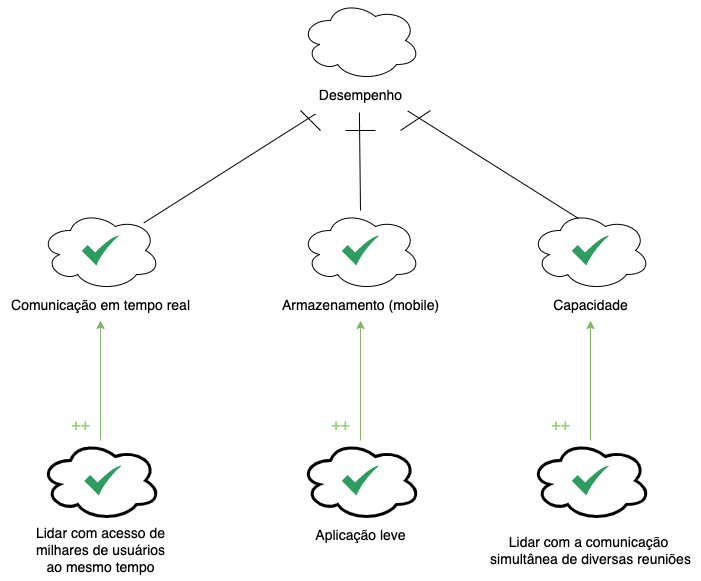 Desempenho
Comunicação em tempo real
Armazenamento (mobile)
Capacidade
++
++
++
Lidar com acesso de
milhares de usuários
ao mesmo tempo
Aplicação leve
Lidar com a comunicação
simultânea de diversas reuniões